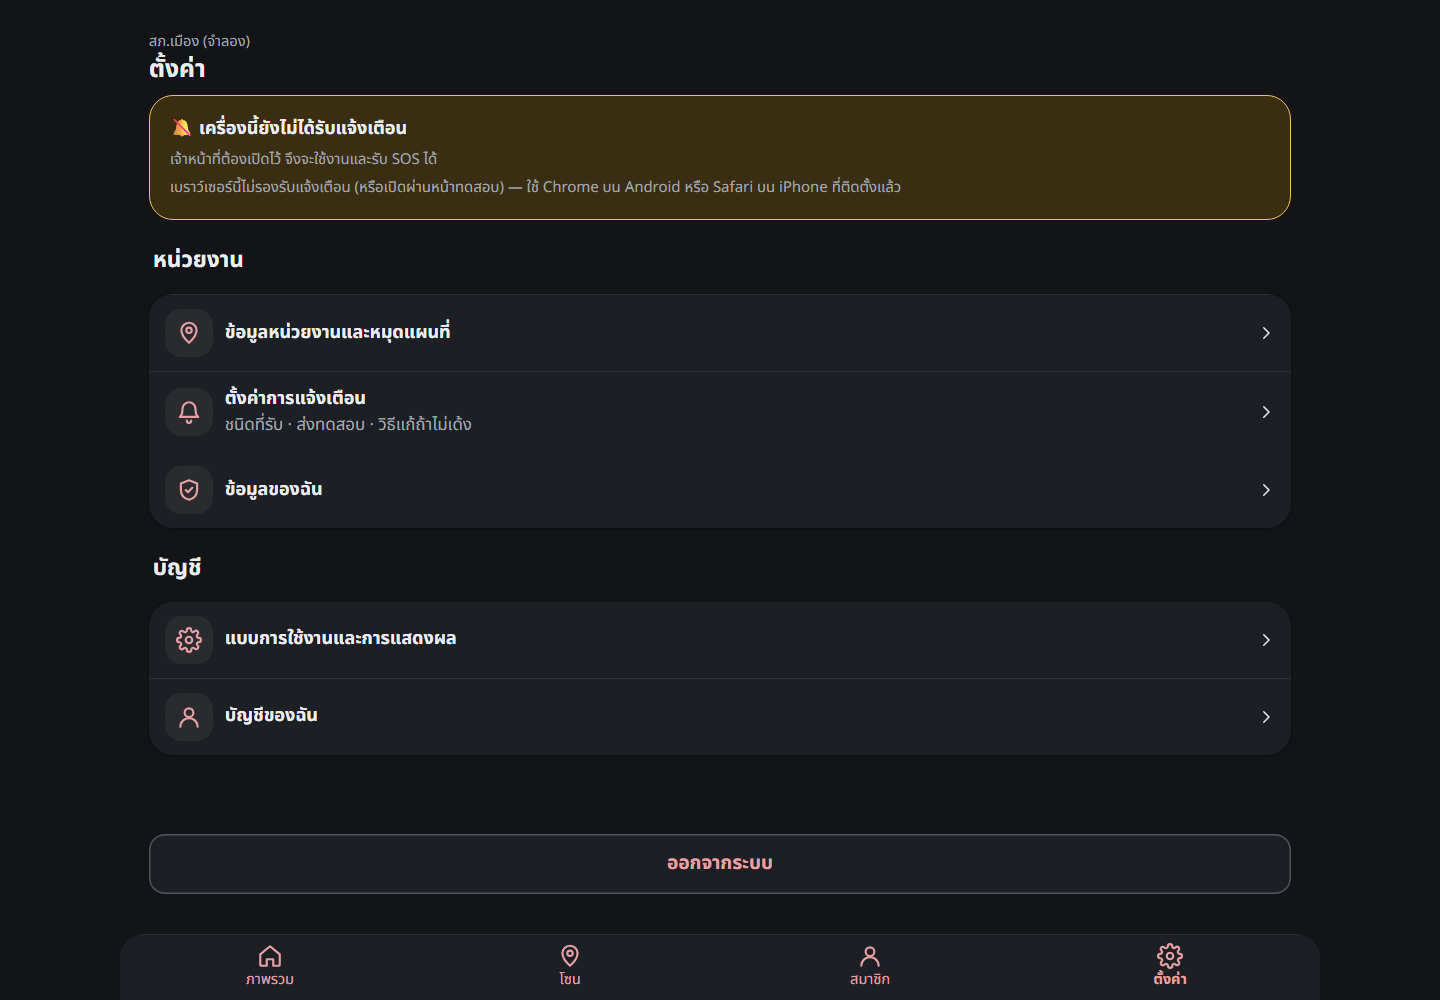 สภ.เมือง (จำลอง)
ตั้งค่า
เครื่องนี้ยังไม่ได้รับแจ้งเตือน
เจ้าหน้าที่ต้องเปิดไว้ จึงจะใช้งานและรับ SOS ได้
เบราว์เซอร์นี้ไม่รองรับแจ้งเตือน (หรือเปิดผ่านหน้าทดสอบ) — ใช้ Chrome บน Android หรือ Safari บน iPhone ที่ติดตั้งแล้ว
หน่วยงาน
ข้อมูลหน่วยงานและหมุดแผนที่
ตั้งค่าการแจ้งเตือน
ชนิดที่รับ · ส่งทดสอบ · วิธีแก้ถ้าไม่เด้ง
ข้อมูลของฉัน
บัญชี
แบบการใช้งานและการแสดงผล
บัญชีของฉัน
ออกจากระบบ
ภาพรวม
โซน
สมาชิก
ตั้งค่า